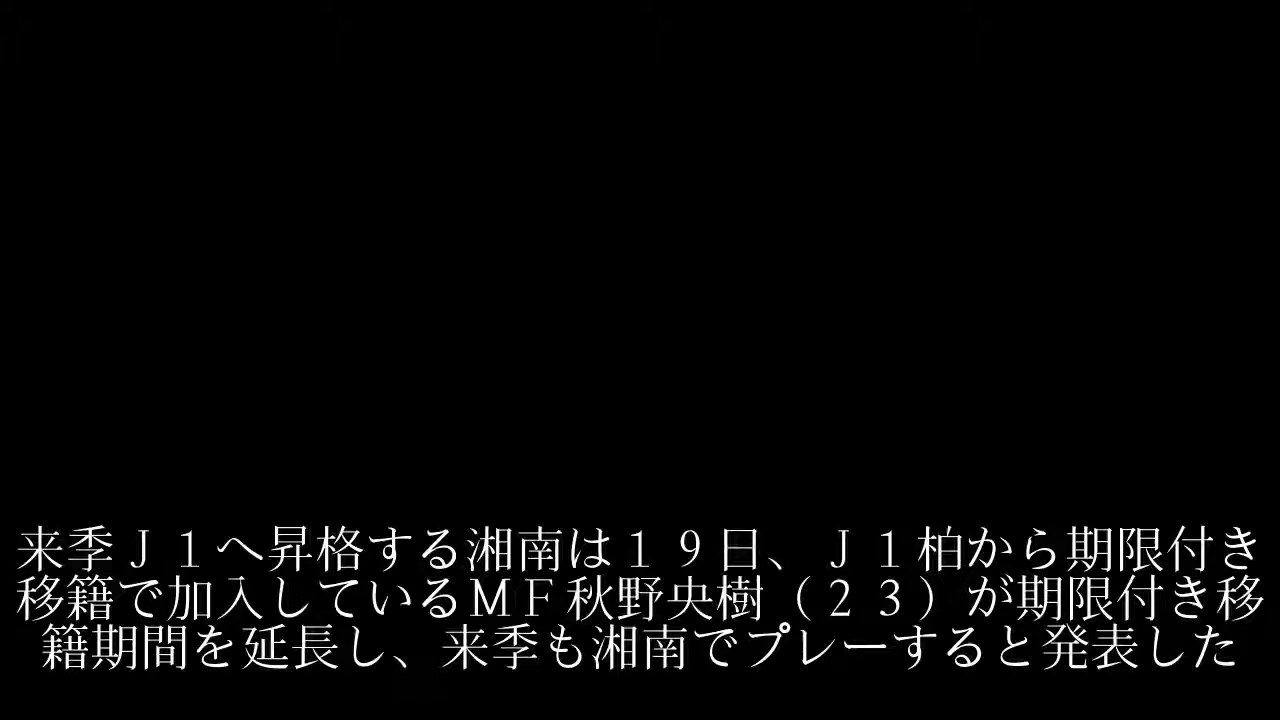 来季Ｊ１へ昇格する湘南は１９日、Ｊ１柏から期限付き
移籍で加入しているＭＦ秋野央樹（２３）が期限付き移
籍期間を延長し、来季も湘南でプレーすると発表した